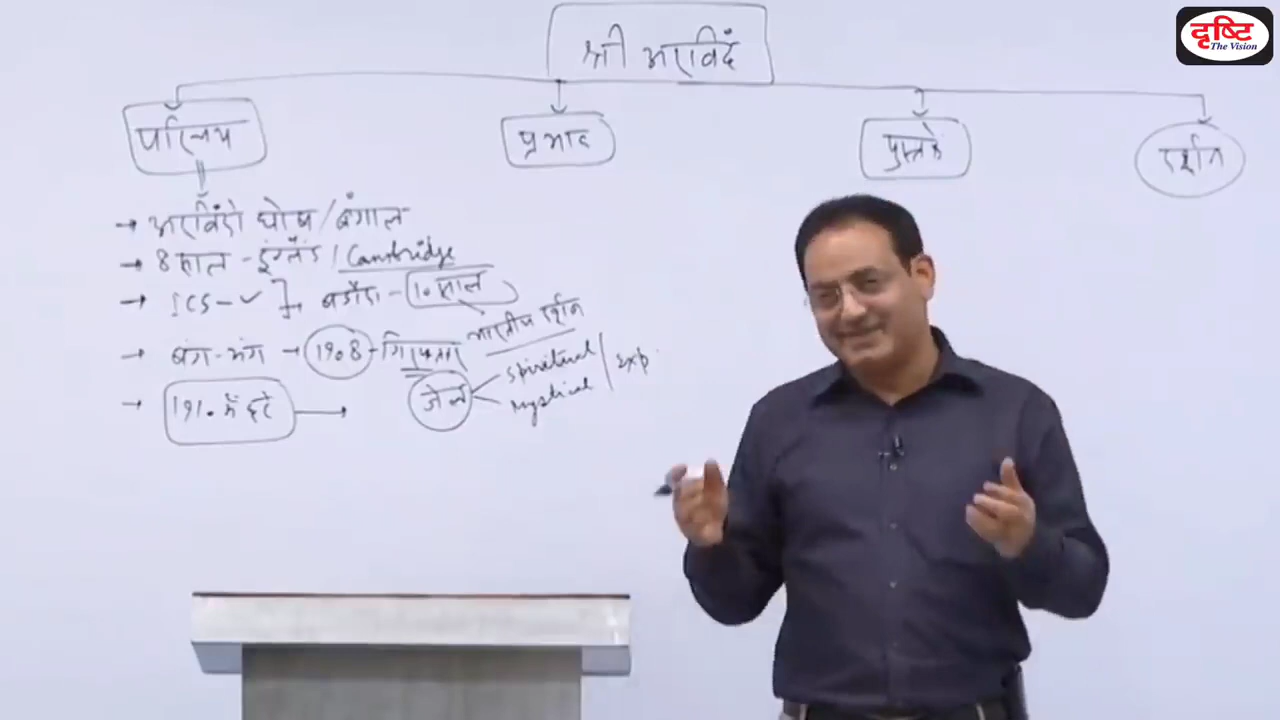 दृष्टि
The Vision
श्री अरविंद
परिचय प्रभाव पुस्तकें दर्शन
→ अरविंदो घोष / बंगाल
→ 8 साल - इंग्लैंड / Cambridge
→ ICS - ✓ ] → बड़ौदा - 10 साल
भारतीय दर्शन
→ बंग-भंग → 1908 - गिरफ्तार
जेल
spiritual
mystical / exp
→ 1910 में छूटे →